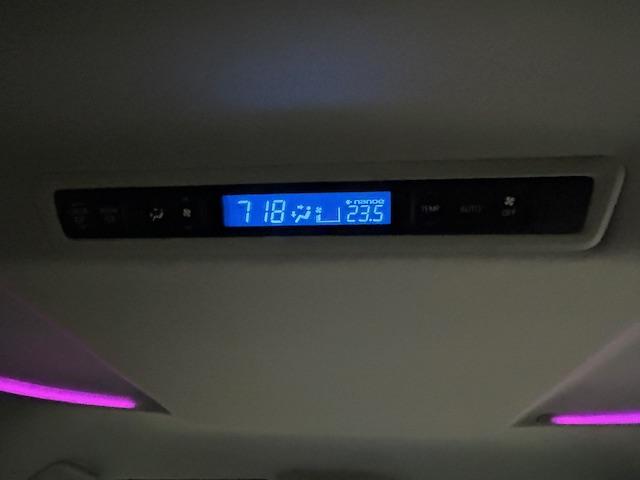 nanoe
718 23.5
TEMP AUTO OFF